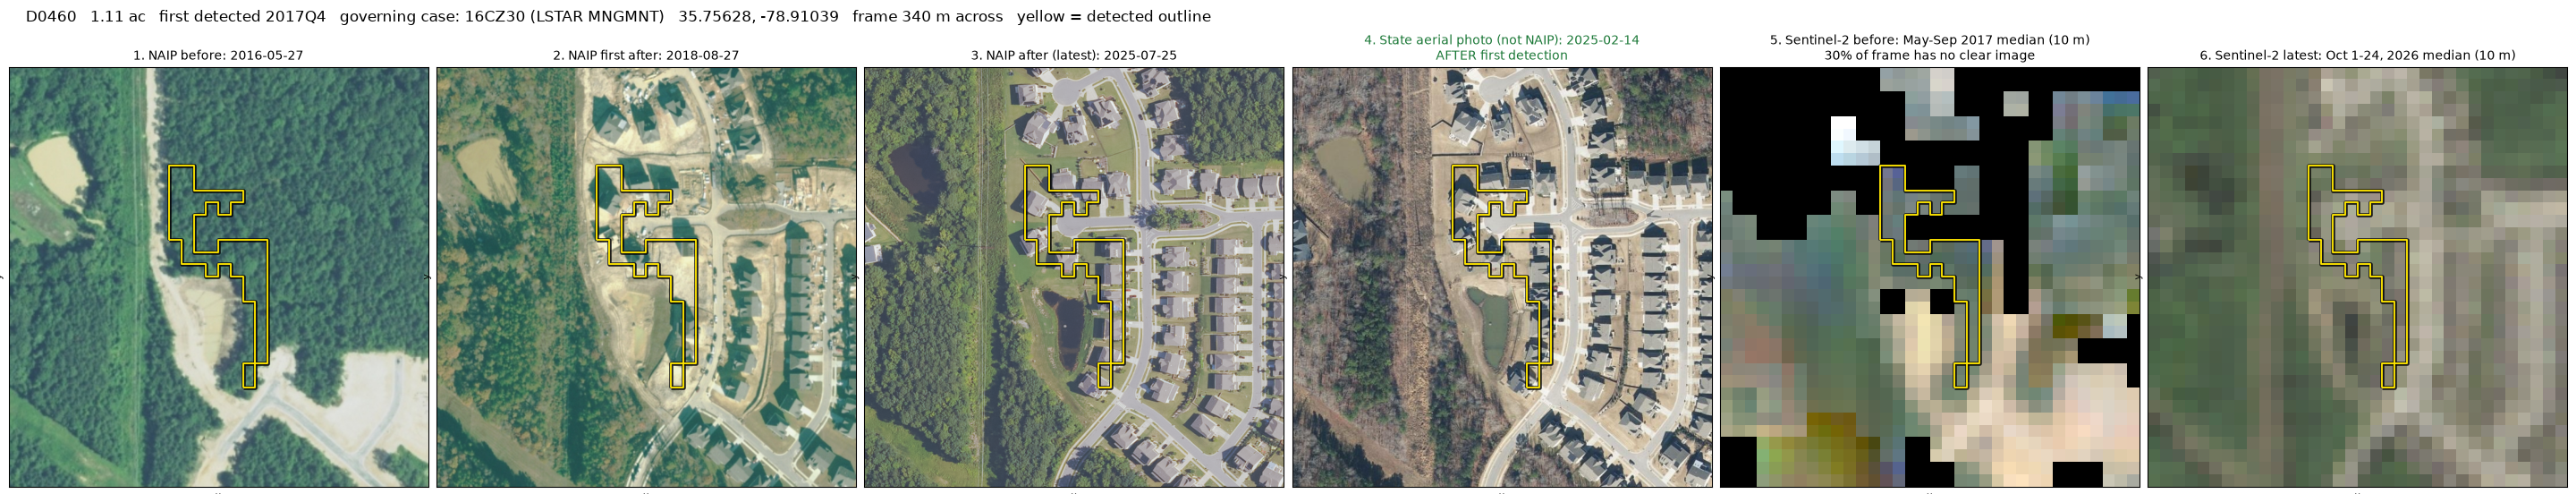 D0460   1.11 ac   first detected 2017Q4   governing case: 16CZ30 (LSTAR MNGMNT)   35.75628, -78.91039   frame 340 m across   yellow = detected outline
1. NAIP before: 2016-05-27
2. NAIP first after: 2018-08-27
3. NAIP after (latest): 2025-07-25
4. State aerial photo (not NAIP): 2025-02-14
AFTER first detection
5. Sentinel-2 before: May-Sep 2017 median (10 m)
30% of frame has no clear image
6. Sentinel-2 latest: Oct 1-24, 2026 median (10 m)